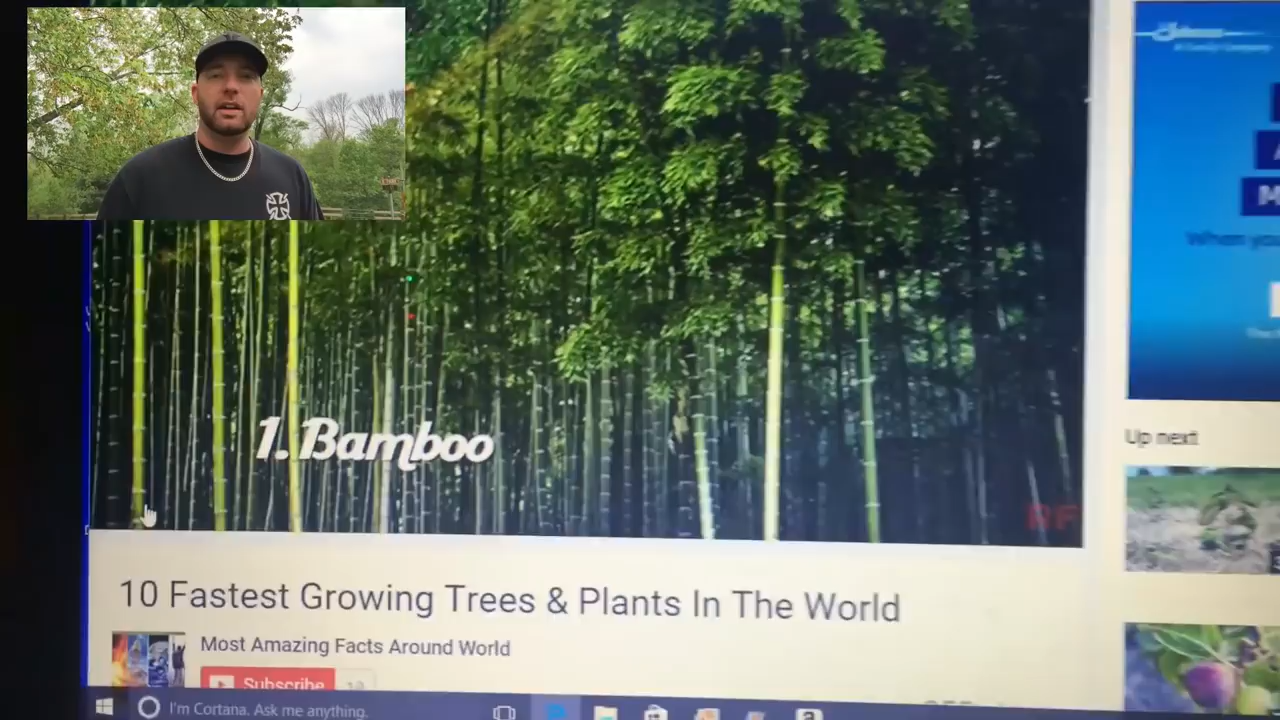 1. Bamboo
RF
Up next
10 Fastest Growing Trees & Plants In The World
Most Amazing Facts Around World
Subscribe
I'm Cortana. Ask me anything.